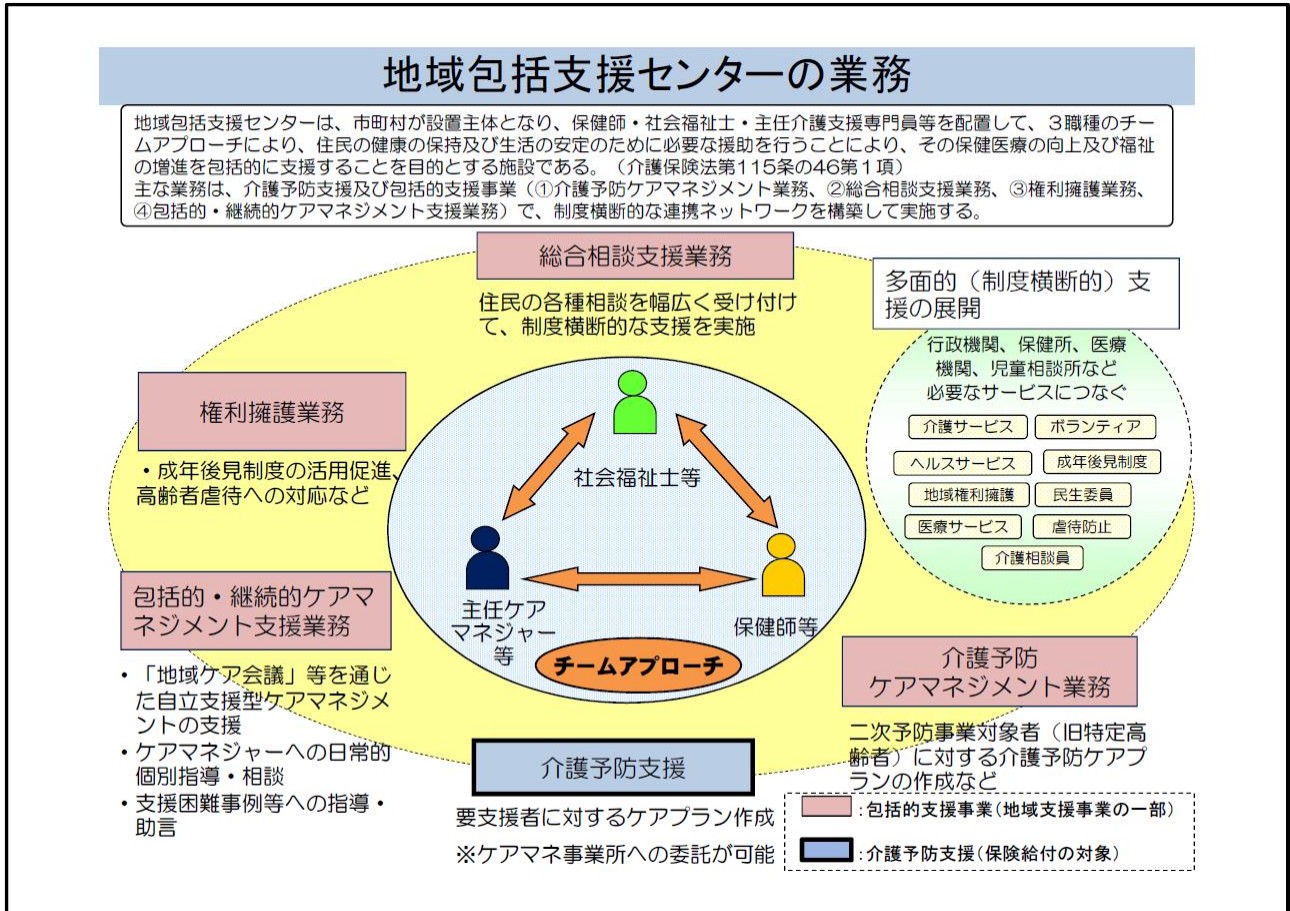 地域包括支援センターの業務
地域包括支援センターは、市町村が設置主体となり、保健師・社会福祉士・主任介護支援専門員等を配置して、３職種のチー
ムアプローチにより、住民の健康の保持及び生活の安定のために必要な援助を行うことにより、その保健医療の向上及び福祉
の増進を包括的に支援することを目的とする施設である。（介護保険法第１１５条の４６第１項）
主な業務は、介護予防支援及び包括的支援事業（①介護予防ケアマネジメント業務、②総合相談支援業務、③権利擁護業務、
④包括的・継続的ケアマネジメント支援業務）で、制度横断的な連携ネットワークを構築して実施する。
総合相談支援業務
住民の各種相談を幅広く受け付け
て、制度横断的な支援を実施
多面的（制度横断的）支
援の展開
行政機関、保健所、医療
機関、児童相談所など
必要なサービスにつなぐ
介護サービス
ボランティア
ヘルスサービス
成年後見制度
地域権利擁護
民生委員
医療サービス
虐待防止
介護相談員
権利擁護業務
・成年後見制度の活用促進、
高齢者虐待への対応など
社会福祉士等
主任ケア
マネジャー
等
保健師等
チームアプローチ
包括的・継続的ケアマ
ネジメント支援業務
・「地域ケア会議」等を通じ
た自立支援型ケアマネジメ
ントの支援
・ケアマネジャーへの日常的
個別指導・相談
・支援困難事例等への指導・
助言
介護予防
ケアマネジメント業務
二次予防事業対象者（旧特定高
齢者）に対する介護予防ケアプ
ランの作成など
介護予防支援
要支援者に対するケアプラン作成
※ケアマネ事業所への委託が可能
：包括的支援事業（地域支援事業の一部）
：介護予防支援（保険給付の対象）